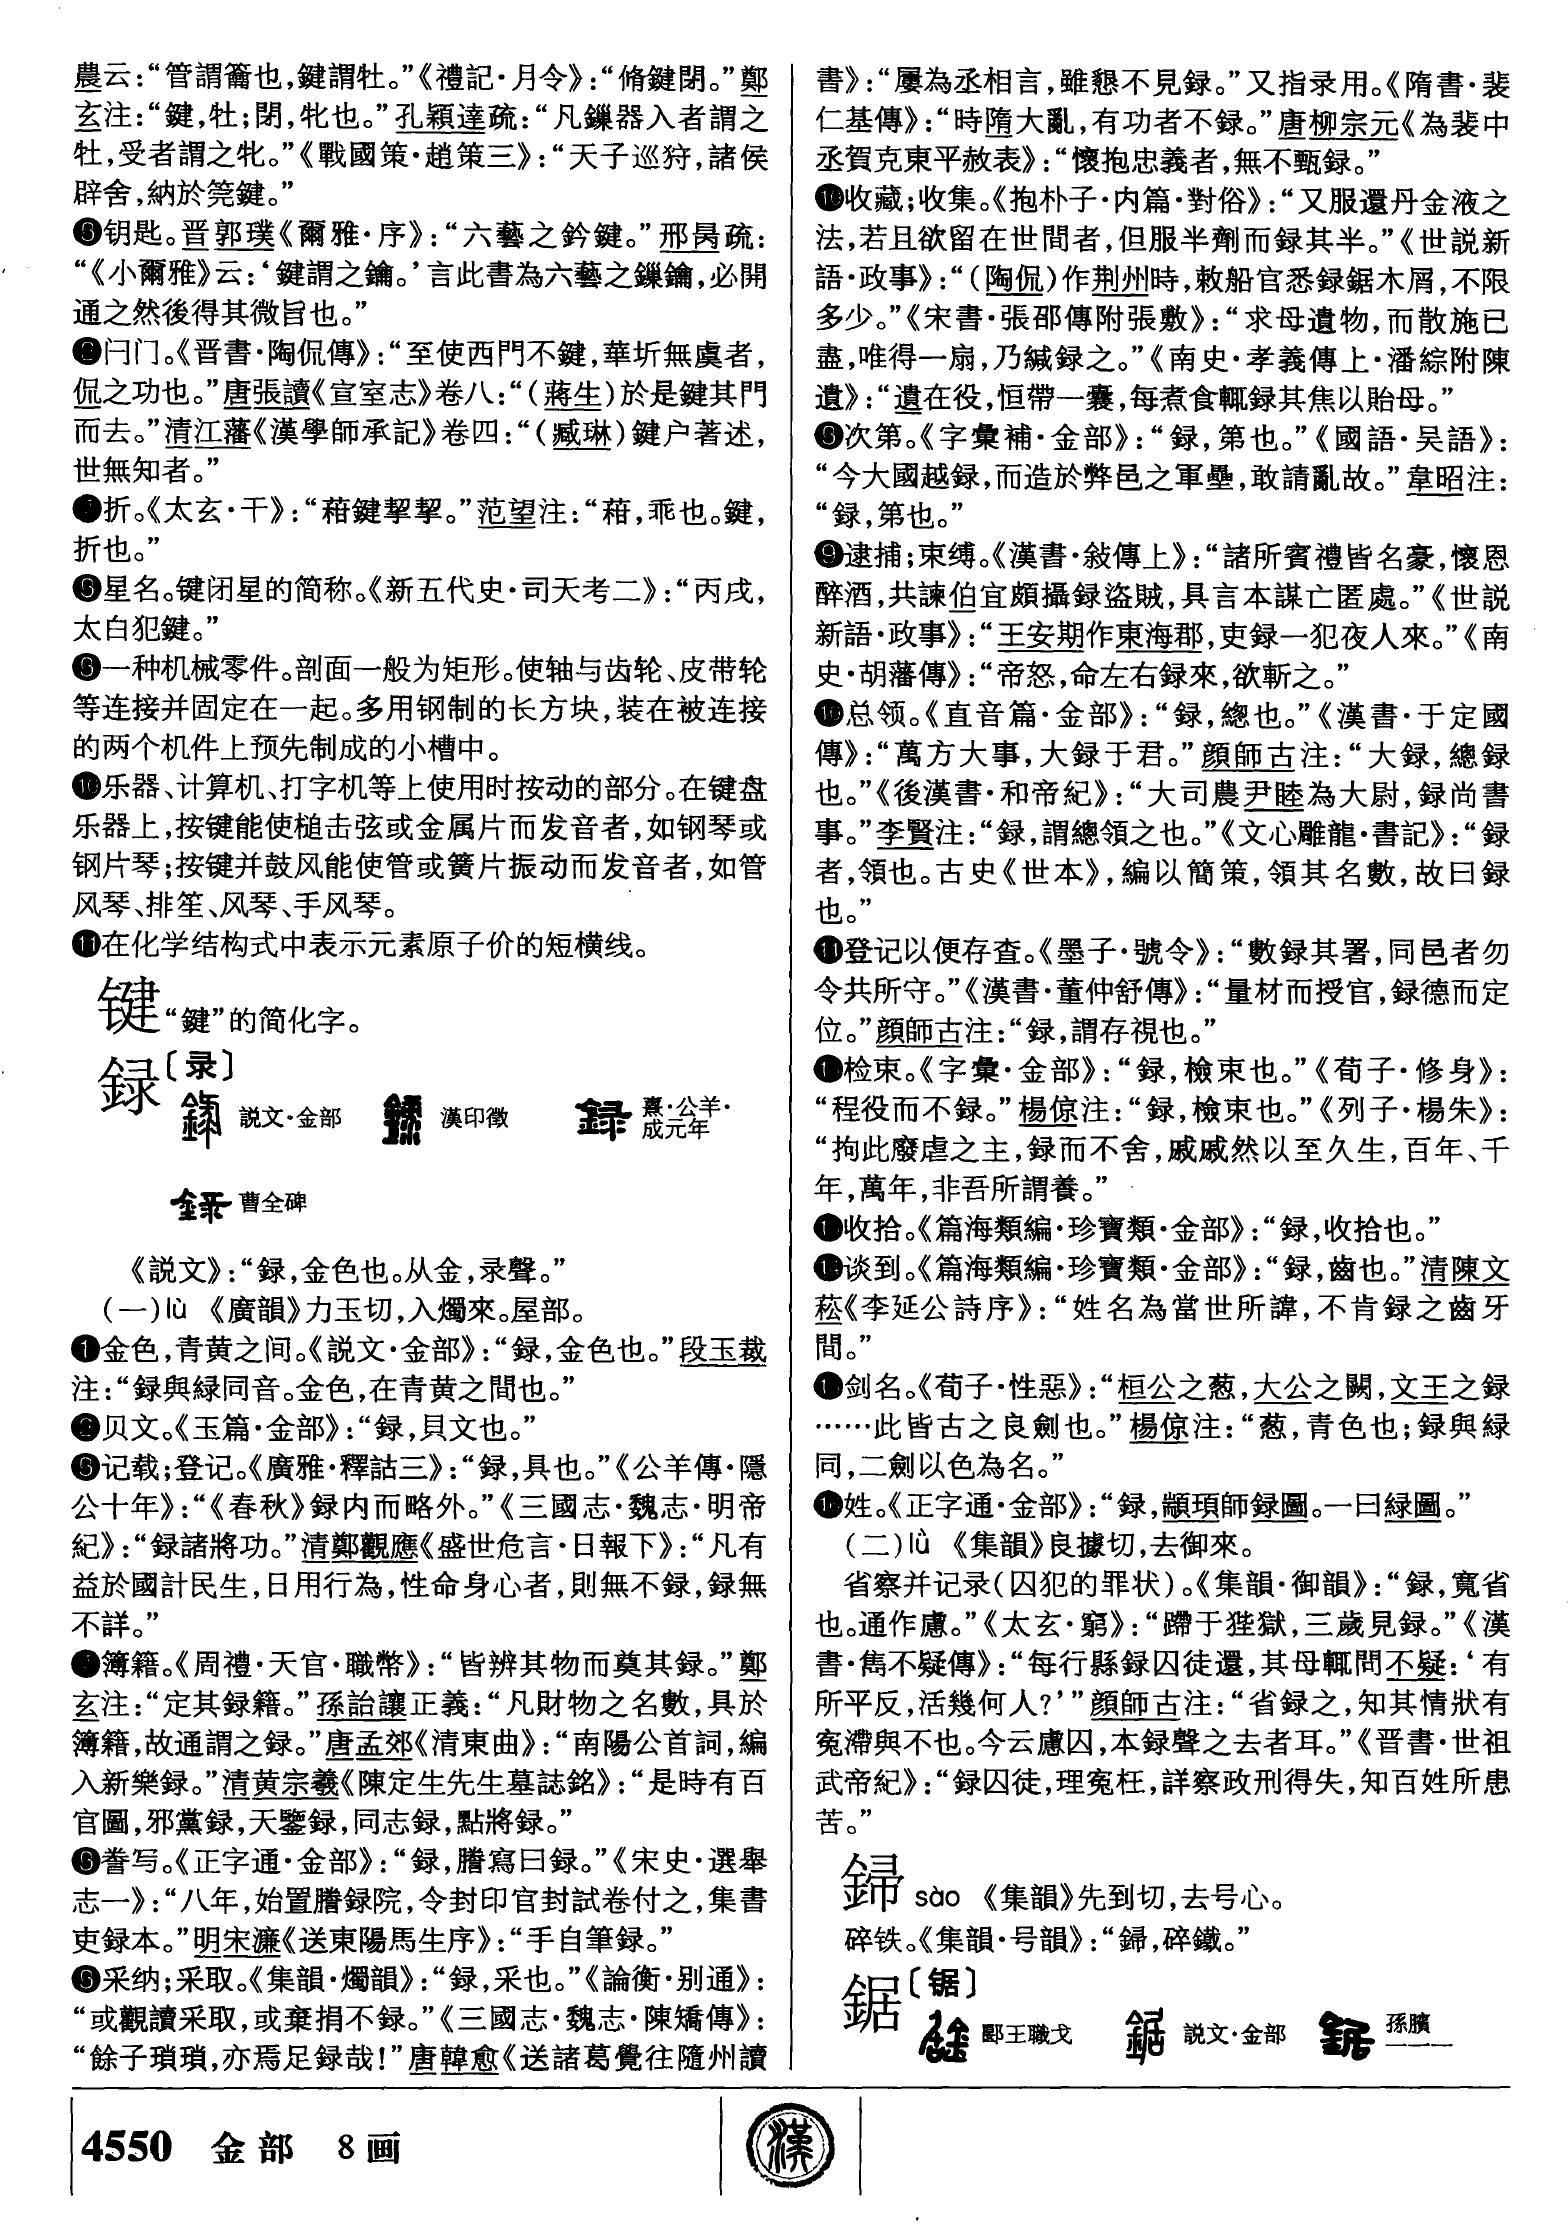 農云：“管謂籥也，鍵謂牡。”《禮記·月令》：“脩鍵閉。”鄭
玄注：“鍵，牡；閉，牝也。”孔穎達疏：“凡鏁器入者謂之
牡，受者謂之牝。”《戰國策·趙策三》：“天子巡狩，諸侯
辟舍，納於筦鍵。”
❺钥匙。晋郭璞《爾雅·序》：“六藝之鈐鍵。”邢昺疏：
“《小爾雅》云：‘鍵謂之鑰。’言此書為六藝之鏁鑰，必開
通之然後得其微旨也。”
❻闩门。《晋書·陶侃傳》：“至使西門不鍵，華圻無虞者，
侃之功也。”唐張讀《宣室志》卷八：“（蔣生）於是鍵其門
而去。”清江藩《漢學師承記》卷四：“（臧琳）鍵户著述，
世無知者。”
❼折。《太玄·干》：“䈤鍵挈挈。”范望注：“䈤，乖也。鍵，
折也。”
❽星名。键闭星的简称。《新五代史·司天考二》：“丙戌，
太白犯鍵。”
❾一种机械零件。剖面一般为矩形。使轴与齿轮、皮带轮
等连接并固定在一起。多用钢制的长方块，装在被连接
的两个机件上预先制成的小槽中。
❿乐器、计算机、打字机等上使用时按动的部分。在键盘
乐器上，按键能使槌击弦或金属片而发音者，如钢琴或
钢片琴；按键并鼓风能使管或簧片振动而发音者，如管
风琴、排笙、风琴、手风琴。
⓫在化学结构式中表示元素原子价的短横线。
键 “鍵”的简化字。
録〔录〕
説文·金部 漢印徵 熹·公羊·成元年
曹全碑
《説文》：“録，金色也。从金，录聲。”
（一）lù 《廣韻》力玉切，入燭來。屋部。
❶金色，青黄之间。《説文·金部》：“録，金色也。”段玉裁
注：“録與緑同音。金色，在青黄之間也。”
❷贝文。《玉篇·金部》：“録，貝文也。”
❸记载；登记。《廣雅·釋詁三》：“録，具也。”《公羊傳·隱
公十年》：“《春秋》録内而略外。”《三國志·魏志·明帝
紀》：“録諸將功。”清鄭觀應《盛世危言·日報下》：“凡有
益於國計民生，日用行為，性命身心者，則無不録，録無
不詳。”
❹簿籍。《周禮·天官·職幣》：“皆辨其物而奠其録。”鄭
玄注：“定其録籍。”孫詒讓正義：“凡財物之名數，具於
簿籍，故通謂之録。”唐孟郊《清東曲》：“南陽公首詞，編
入新樂録。”清黄宗羲《陳定生先生墓誌銘》：“是時有百
官圖，邪黨録，天鑒録，同志録，點將録。”
❺誊写。《正字通·金部》：“録，謄寫曰録。”《宋史·選舉
志一》：“八年，始置謄録院，令封印官封試卷付之，集書
吏録本。”明宋濂《送東陽馬生序》：“手自筆録。”
❻采纳；采取。《集韻·燭韻》：“録，采也。”《論衡·别通》：
“或觀讀采取，或棄捐不録。”《三國志·魏志·陳矯傳》：
“餘子瑣瑣，亦焉足録哉！”唐韓愈《送諸葛覺往隨州讀
書》：“屢為丞相言，雖懇不見録。”又指录用。《隋書·裴
仁基傳》：“時隋大亂，有功者不録。”唐柳宗元《為裴中
丞賀克東平赦表》：“懷抱忠義者，無不甄録。”
收藏；收集。《抱朴子·内篇·對俗》：“又服還丹金液之
法，若且欲留在世間者，但服半劑而録其半。”《世説新
語·政事》：“（陶侃）作荆州時，敕船官悉録鋸木屑，不限
多少。”《宋書·張邵傳附張敷》：“求母遺物，而散施已
盡，唯得一扇，乃緘録之。”《南史·孝義傳上·潘綜附陳
遺》：“遺在役，恒帶一囊，每煮食輒録其焦以貽母。”
❽次第。《字彙補·金部》：“録，第也。”《國語·吴語》：
“今大國越録，而造於弊邑之軍壘，敢請亂故。”韋昭注：
“録，第也。”
❾逮捕；束缚。《漢書·敍傳上》：“諸所賓禮皆名豪，懷恩
醉酒，共諫伯宜頗攝録盜賊，具言本謀亡匿處。”《世説
新語·政事》：“王安期作東海郡，吏録一犯夜人來。”《南
史·胡藩傳》：“帝怒，命左右録來，欲斬之。”
❿总领。《直音篇·金部》：“録，總也。”《漢書·于定國
傳》：“萬方大事，大録于君。”顔師古注：“大録，總録
也。”《後漢書·和帝紀》：“大司農尹睦為大尉，録尚書
事。”李賢注：“録，謂總領之也。”《文心雕龍·書記》：“録
者，領也。古史《世本》，編以簡策，領其名數，故曰録
也。”
⓫登记以便存查。《墨子·號令》：“數録其署，同邑者勿
令共所守。”《漢書·董仲舒傳》：“量材而授官，録德而定
位。”顔師古注：“録，謂存視也。”
⓬检束。《字彙·金部》：“録，檢束也。”《荀子·修身》：
“程役而不録。”楊倞注：“録，檢束也。”《列子·楊朱》：
“拘此廢虐之主，録而不舍，戚戚然以至久生，百年、千
年，萬年，非吾所謂養。”
⓭收拾。《篇海類編·珍寶類·金部》：“録，收拾也。”
⓮谈到。《篇海類編·珍寶類·金部》：“録，齒也。”清陳文
菘《李延公詩序》：“姓名為當世所諱，不肯録之齒牙
間。”
⓯剑名。《荀子·性惡》：“桓公之葱，大公之闕，文王之録
……此皆古之良劍也。”楊倞注：“葱，青色也；録與緑
同，二劍以色為名。”
⓰姓。《正字通·金部》：“録，顓頊師録圖。一曰緑圖。”
（二）lǜ 《集韻》良據切，去御來。
省察并记录（囚犯的罪状）。《集韻·御韻》：“録，寬省
也。通作慮。”《太玄·窮》：“蹛于狴獄，三歲見録。”《漢
書·雋不疑傳》：“每行縣録囚徒還，其母輒問不疑：‘有
所平反，活幾何人？’”顔師古注：“省録之，知其情狀有
冤滯與不也。今云慮囚，本録聲之去者耳。”《晋書·世祖
武帝紀》：“録囚徒，理冤枉，詳察政刑得失，知百姓所患
苦。”
鐊 sào 《集韻》先到切，去号心。
碎铁。《集韻·号韻》：“，碎鐵。”
鋸〔锯〕
郾王職戈 説文·金部 孫臏一一一
4550 金部 8画
漢